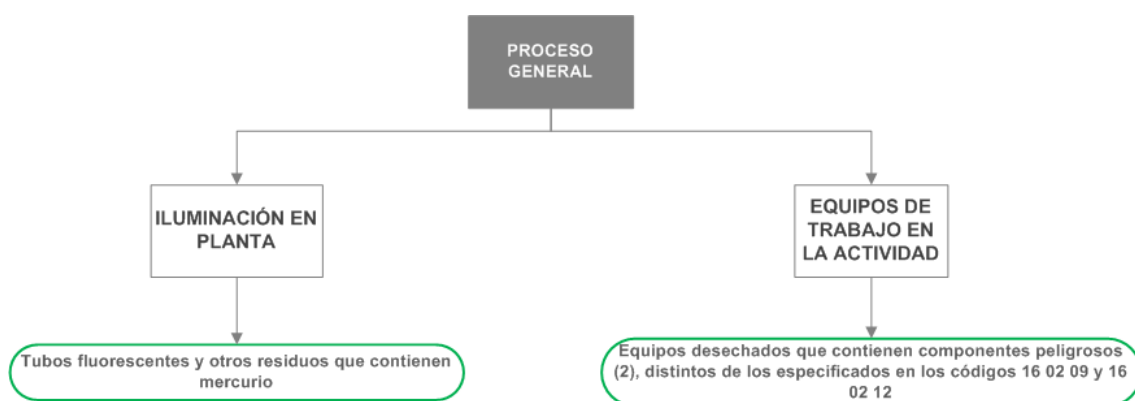 PROCESO
GENERAL
ILUMINACIÓN EN
PLANTA
EQUIPOS DE
TRABAJO EN
LA ACTIVIDAD
Tubos fluorescentes y otros residuos que contienen
mercurio
Equipos desechados que contienen componentes peligrosos
(2), distintos de los especificados en los códigos 16 02 09 y 16
02 12